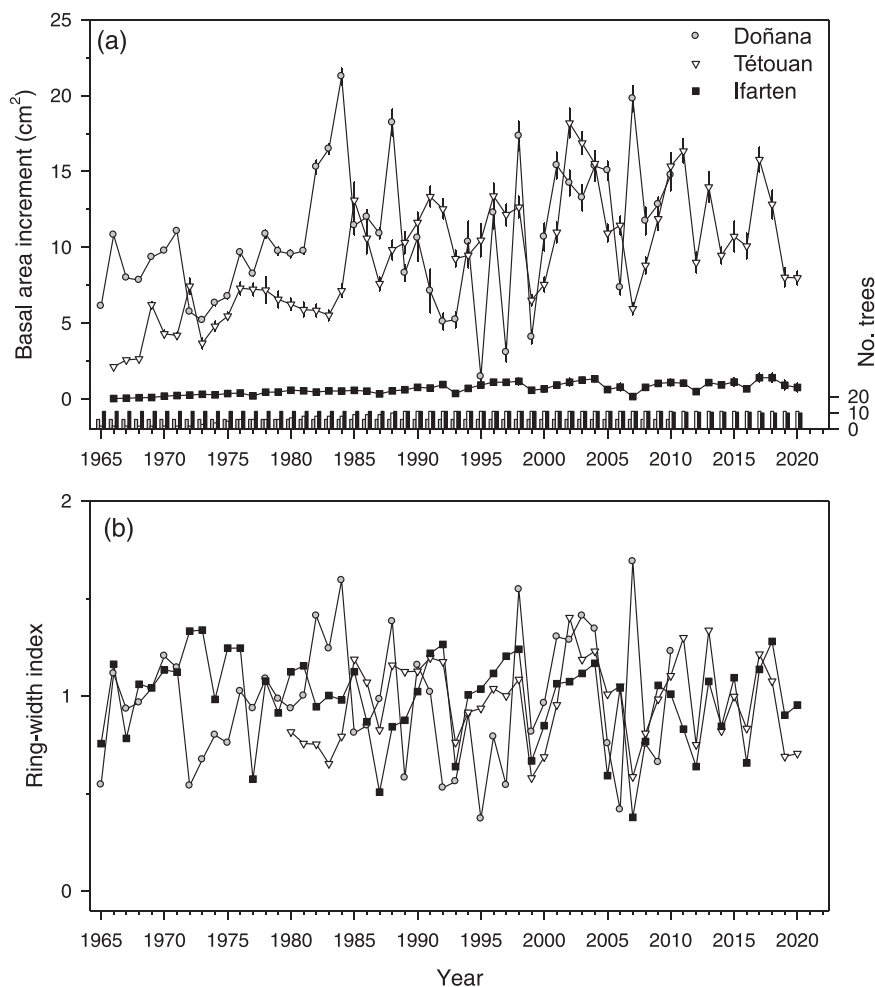 25
20
15
10
5
0
Basal area increment (cm²)
(a)
Doñana
Tétouan
Ifarten
No. trees
20
10
0
1965 1970 1975 1980 1985 1990 1995 2000 2005 2010 2015 2020
2
1
0
Ring-width index
(b)
1965 1970 1975 1980 1985 1990 1995 2000 2005 2010 2015 2020
Year